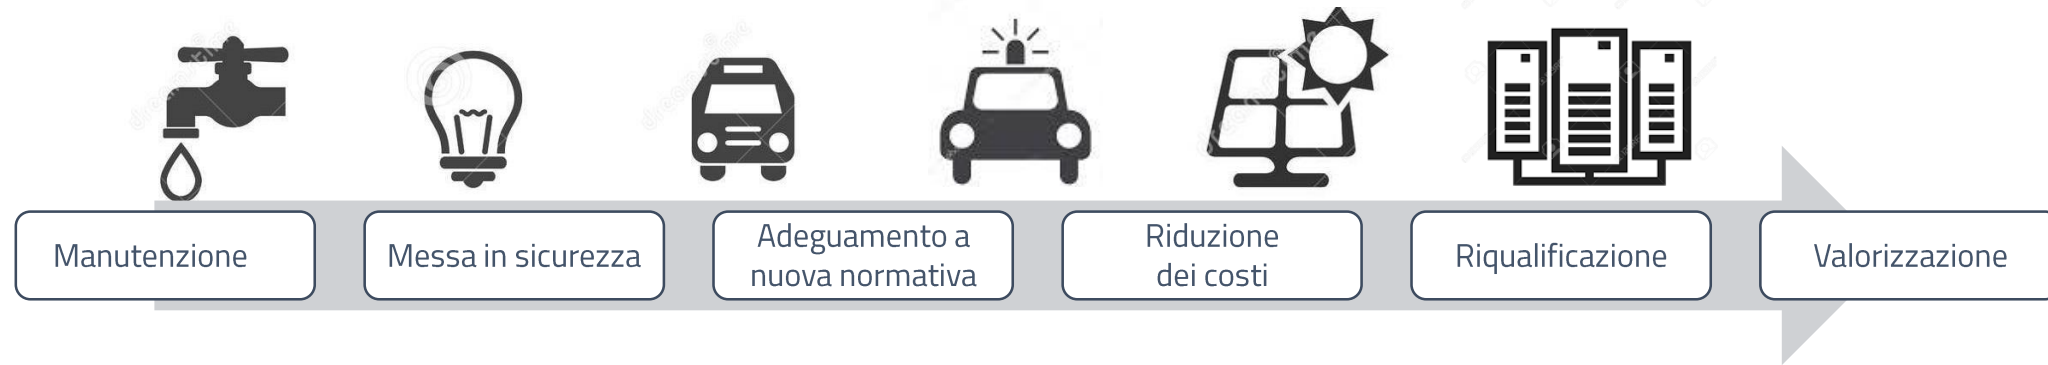 Manutenzione
Messa in sicurezza
Adeguamento a
nuova normativa
Riduzione
dei costi
Riqualificazione
Valorizzazione